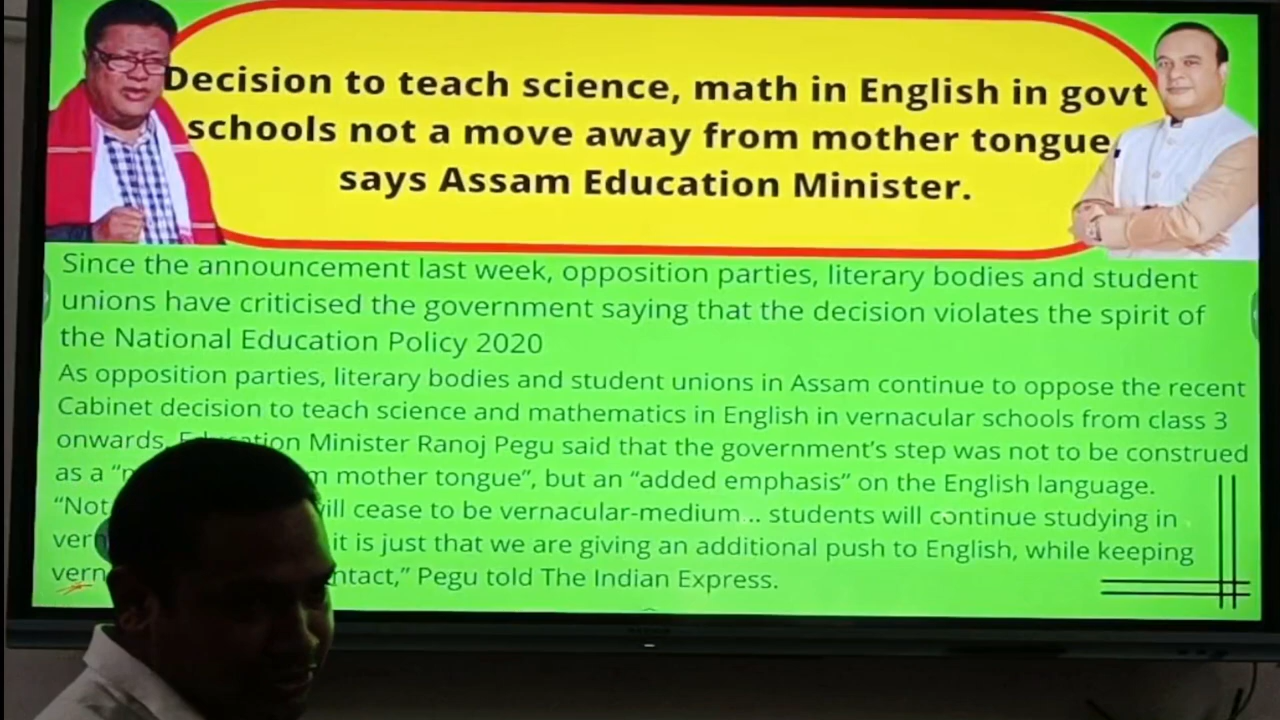 Decision to teach science, math in English in govt
schools not a move away from mother tongue,
says Assam Education Minister.
Since the announcement last week, opposition parties, literary bodies and student
unions have criticised the government saying that the decision violates the spirit of
the National Education Policy 2020
As opposition parties, literary bodies and student unions in Assam continue to oppose the recent
Cabinet decision to teach science and mathematics in English in vernacular schools from class 3
onwards, Education Minister Ranoj Pegu said that the government's step was not to be construed
as a mother tongue”, but an “added emphasis” on the English language.
“Not will cease to be vernacular-medium... students will continue studying in
it is just that we are giving an additional push to English, while keeping
Pegu told The Indian Express.